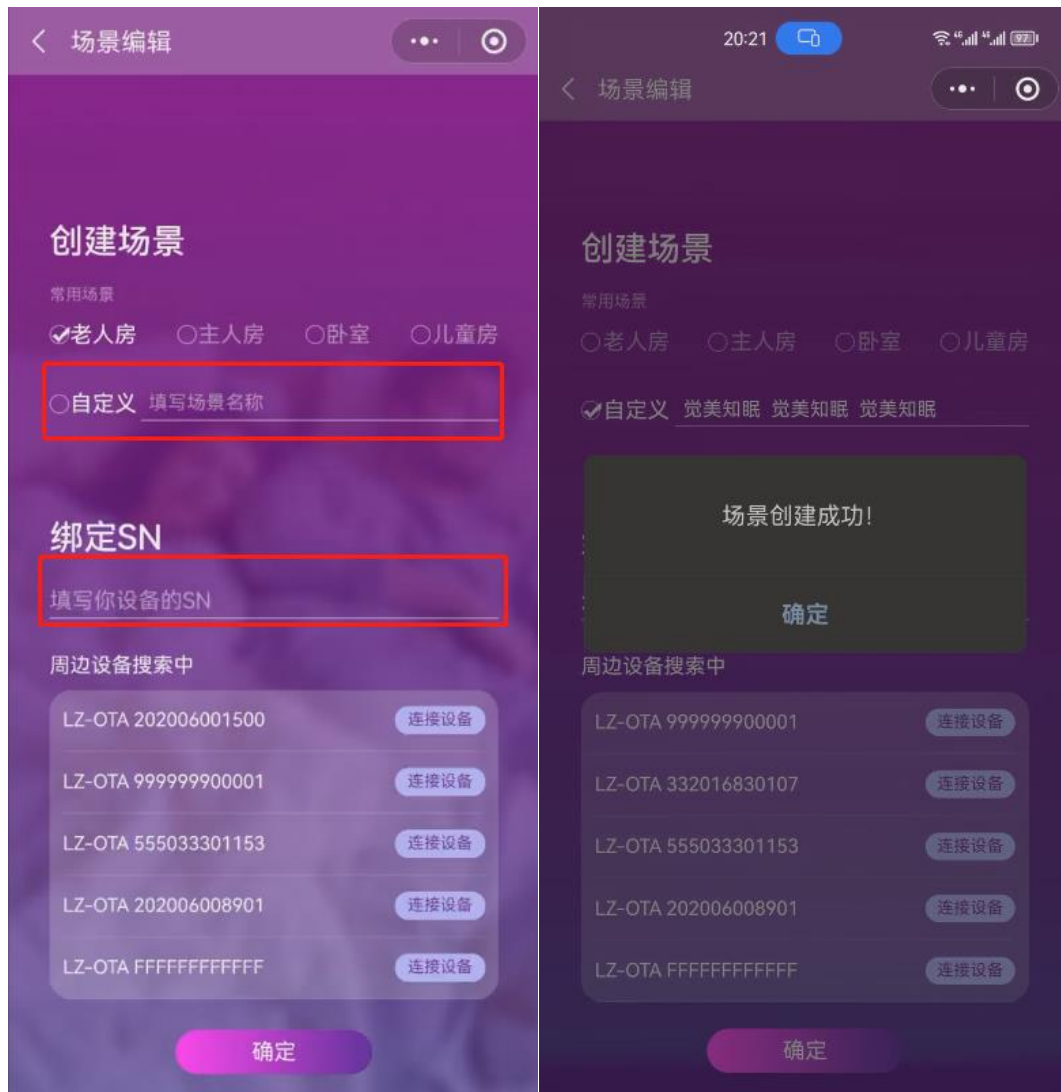 场景编辑
创建场景
常用场景
老人房 主人房 卧室 儿童房
自定义 填写场景名称
绑定SN
填写你设备的SN
周边设备搜索中
LZ-OTA 202006001500 连接设备
LZ-OTA 999999900001 连接设备
LZ-OTA 555033301153 连接设备
LZ-OTA 202006008901 连接设备
LZ-OTA FFFFFFFFFFFF 连接设备
确定
20:21 97
场景编辑
创建场景
常用场景
老人房 主人房 卧室 儿童房
自定义 觉美知眠 觉美知眠 觉美知眠
场景创建成功!
确定
周边设备搜索中
LZ-OTA 999999900001 连接设备
LZ-OTA 332016830107 连接设备
LZ-OTA 555033301153 连接设备
LZ-OTA 202006008901 连接设备
LZ-OTA FFFFFFFFFFFF 连接设备
确定